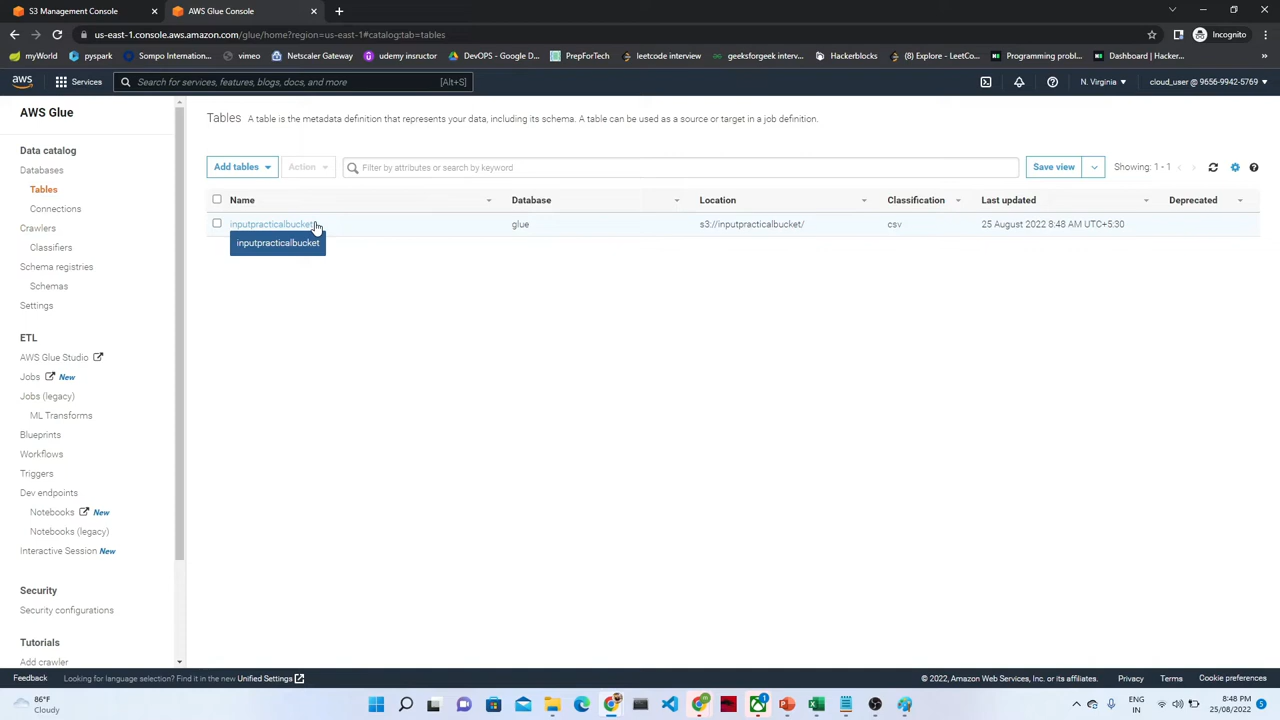 S3 Management Console
AWS Glue Console
us-east-1.console.aws.amazon.com/glue/home?region=us-east-1#catalog:tab=tables
Incognito
myWorld
pyspark
Sompo Internation...
vimeo
Netscaler Gateway
udemy insructor
DevOPS - Google D...
PrepForTech
leetcode interview
geeksforgeek interv...
Hackerblocks
{:} Explore - LeetCo...
Programming probl...
Dashboard | Hacker...
aws
Services
Search for services, features, blogs, docs, and more
[Alt+S]
N. Virginia
cloud_user @ 9656-9942-5769
AWS Glue
Data catalog
Databases
Tables
Connections
Crawlers
Classifiers
Schema registries
Schemas
Settings
ETL
AWS Glue Studio
Jobs New
Jobs (legacy)
ML Transforms
Blueprints
Workflows
Triggers
Dev endpoints
Notebooks New
Notebooks (legacy)
Interactive Session New
Security
Security configurations
Tutorials
Add crawler
Tables A table is the metadata definition that represents your data, including its schema. A table can be used as a source or target in a job definition.
Add tables
Action
Filter by attributes or search by keyword
Save view
Showing: 1 - 1
Name Database Location Classification Last updated Deprecated
inputpracticalbucket glue s3://inputpracticalbucket/ csv 25 August 2022 8:48 AM UTC+5:30
inputpracticalbucket
Feedback
Looking for language selection? Find it in the new Unified Settings
© 2022, Amazon Web Services, Inc. or its affiliates.
Privacy
Terms
Cookie preferences
86°F
Cloudy
1
ENG
IN
8:48 PM
25/08/2022
5